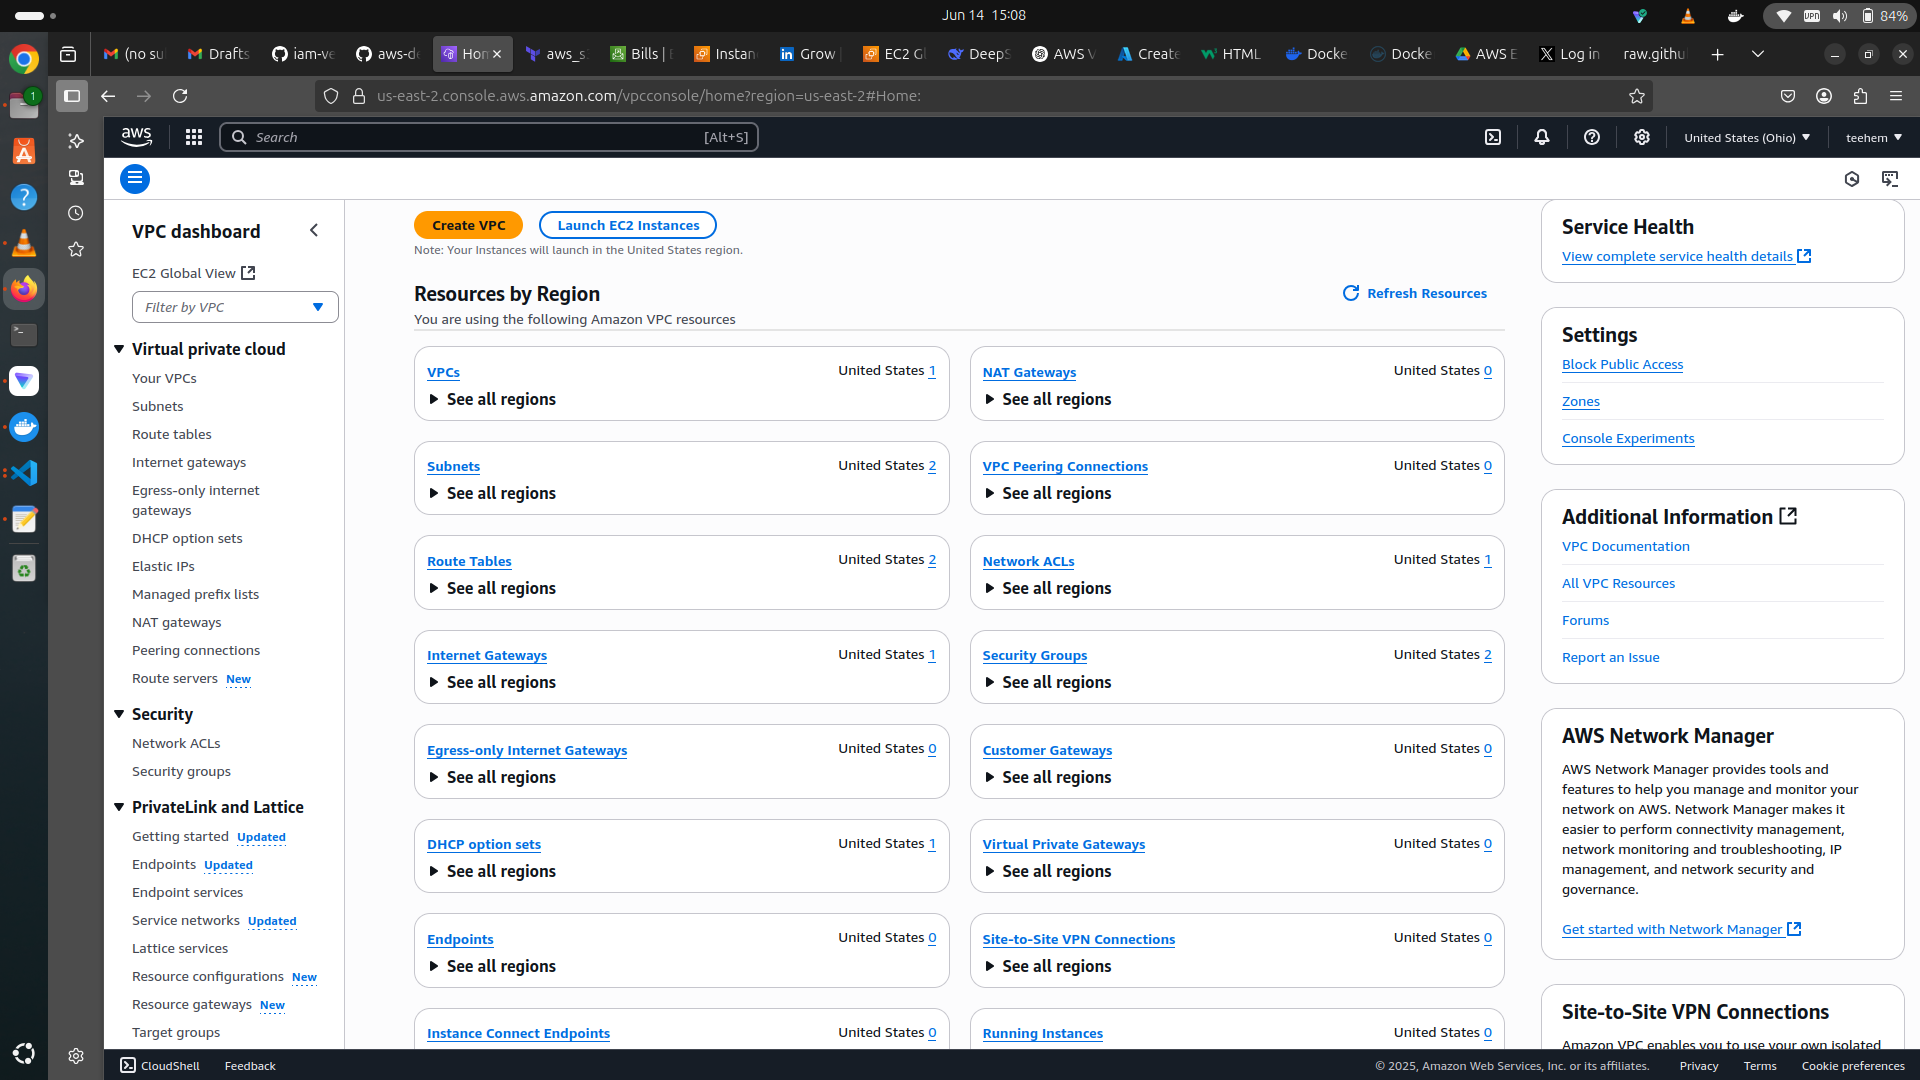 Jun 14 15:08
84%
(no su
Drafts
iam-ve
aws-de
Hon
aws_s
Bills |
Instan
Grow
EC2 Gl
DeepS
AWS V
Create
HTML
Docke
Docke
AWS E
Log in
raw.githu
us-east-2.console.aws.amazon.com/vpcconsole/home?region=us-east-2#Home:
aws
Search
[Alt+S]
United States (Ohio)
teehem
VPC dashboard
EC2 Global View
Filter by VPC
Virtual private cloud
Your VPCs
Subnets
Route tables
Internet gateways
Egress-only internet
gateways
DHCP option sets
Elastic IPs
Managed prefix lists
NAT gateways
Peering connections
Route servers New
Security
Network ACLs
Security groups
PrivateLink and Lattice
Getting started Updated
Endpoints Updated
Endpoint services
Service networks Updated
Lattice services
Resource configurations New
Resource gateways New
Target groups
Create VPC
Launch EC2 Instances
Note: Your Instances will launch in the United States region.
Resources by Region
Refresh Resources
You are using the following Amazon VPC resources
VPCs United States 1
See all regions
NAT Gateways United States 0
See all regions
Subnets United States 2
See all regions
VPC Peering Connections United States 0
See all regions
Route Tables United States 2
See all regions
Network ACLs United States 1
See all regions
Internet Gateways United States 1
See all regions
Security Groups United States 2
See all regions
Egress-only Internet Gateways United States 0
See all regions
Customer Gateways United States 0
See all regions
DHCP option sets United States 1
See all regions
Virtual Private Gateways United States 0
See all regions
Endpoints United States 0
See all regions
Site-to-Site VPN Connections United States 0
See all regions
Instance Connect Endpoints United States 0
Running Instances United States 0
Service Health
View complete service health details
Settings
Block Public Access
Zones
Console Experiments
Additional Information
VPC Documentation
All VPC Resources
Forums
Report an Issue
AWS Network Manager
AWS Network Manager provides tools and
features to help you manage and monitor your
network on AWS. Network Manager makes it
easier to perform connectivity management,
network monitoring and troubleshooting, IP
management, and network security and
governance.
Get started with Network Manager
Site-to-Site VPN Connections
Amazon VPC enables you to use your own isolated
CloudShell
Feedback
© 2025, Amazon Web Services, Inc. or its affiliates.
Privacy
Terms
Cookie preferences